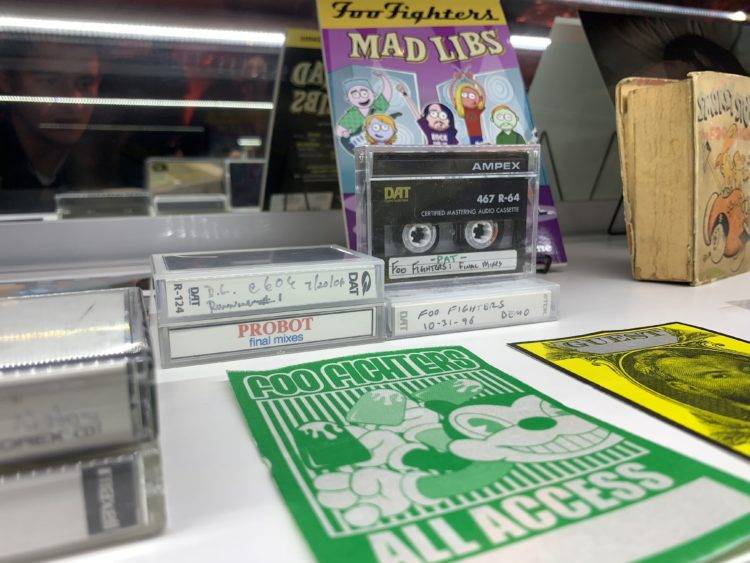 Foo Fighters
MAD LIBS
AMPEX
DAT
467 R-64
CERTIFIED MASTERING AUDIO CASSETTE
-DAT-
FOO FIGHTERS: FINAL MIXES
R-124
DAT
DAT
PROBOT
final mixes
DAT
FOO FIGHTERS
10-31-96 DEMO
FOO FIGHTERS
ALL ACCESS
GUEST